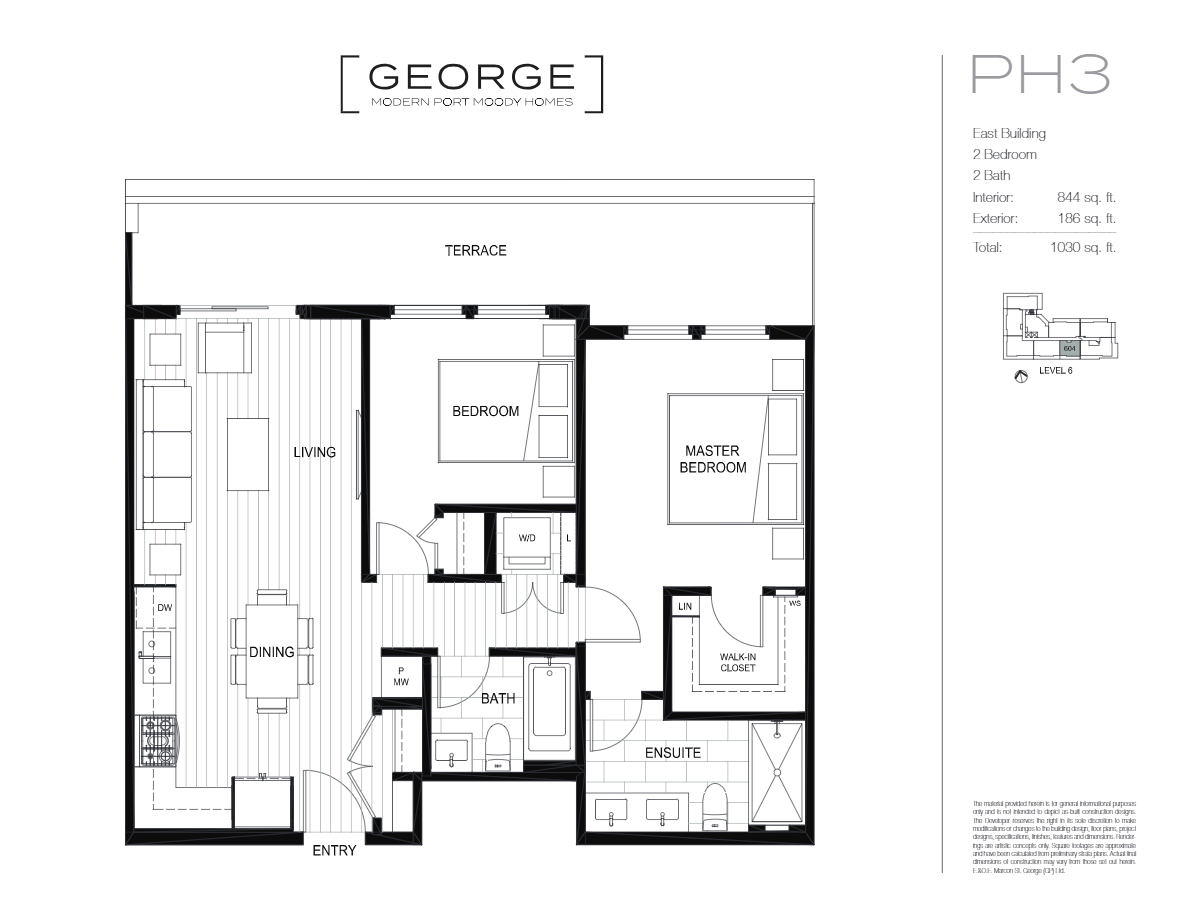 GEORGE
MODERN PORT MOODY HOMES
PH3
East Building
2 Bedroom
2 Bath
Interior: 844 sq. ft.
Exterior: 186 sq. ft.
Total: 1030 sq. ft.
604
LEVEL 6
TERRACE
BEDROOM
LIVING
MASTER
BEDROOM
W/D
L
DW
LIN
WS
DINING
WALK-IN
CLOSET
P
MW
BATH
ENSUITE
ENTRY
The material provided herein is for general informational purposes
only and is not intended to depict as-built construction designs.
The Developer reserves the right in its sole discretion to make
modifications or changes to the building design, floor plans, project
designs, specifications, finishes, features and dimensions. Render-
ings are artistic concepts only. Square footages are approximate
and have been calculated from preliminary strata plans. Actual final
dimensions of construction may vary from those set out herein.
E.&O.E. Marcon St. George (GP) Ltd.